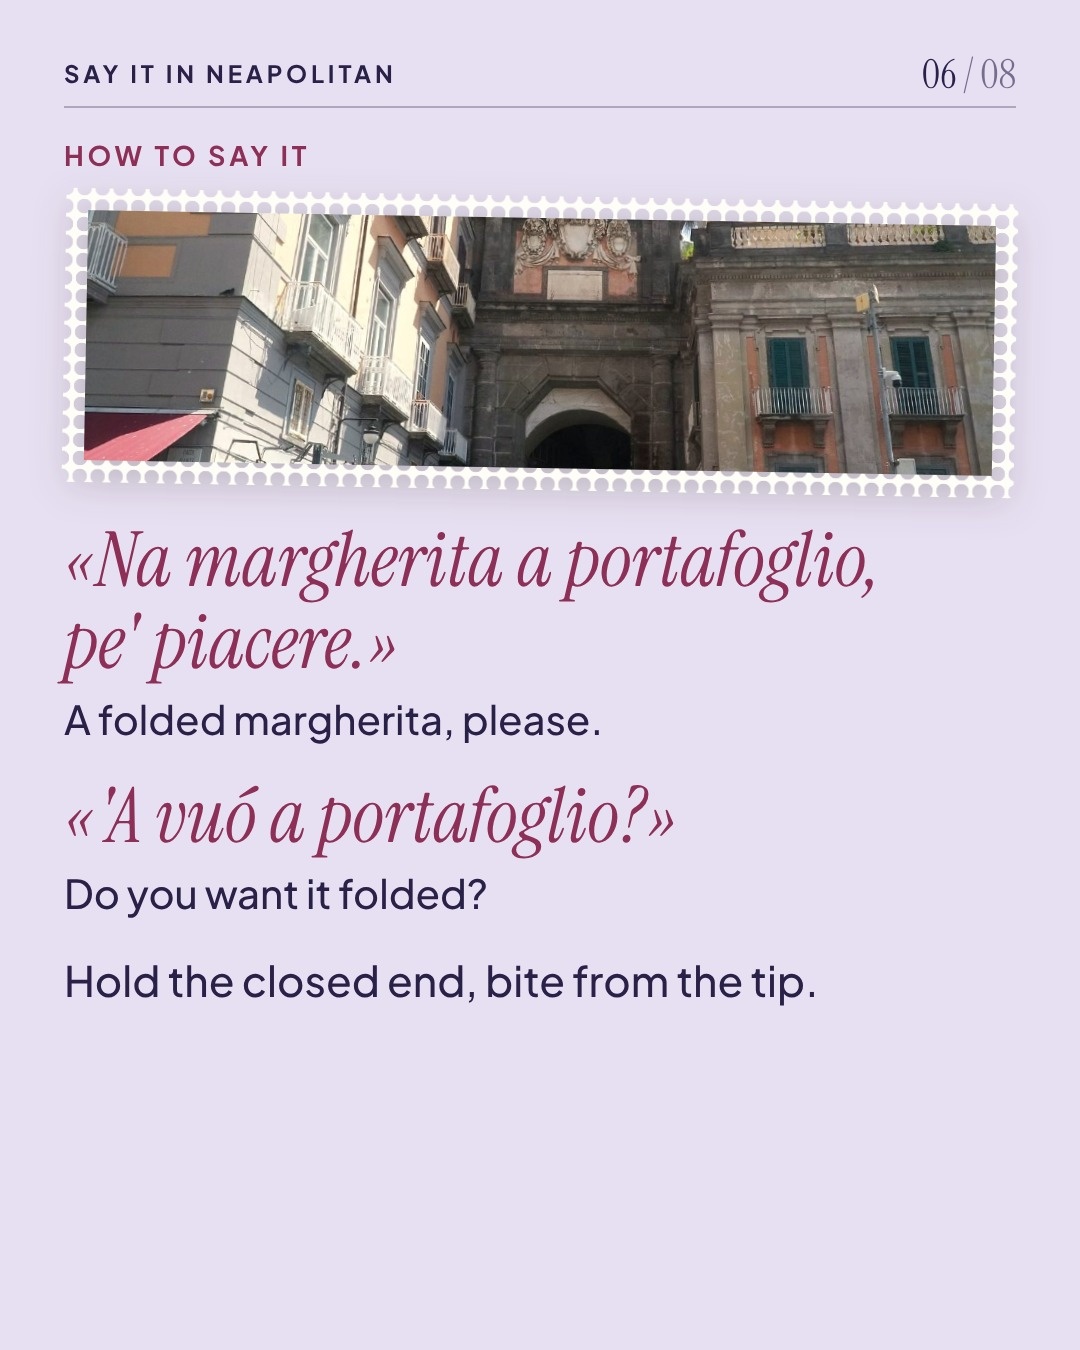 SAY IT IN NEAPOLITAN
06 / 08
HOW TO SAY IT
«Na margherita a portafoglio,
pe' piacere.»
A folded margherita, please.
«'A vuó a portafoglio?»
Do you want it folded?
Hold the closed end, bite from the tip.